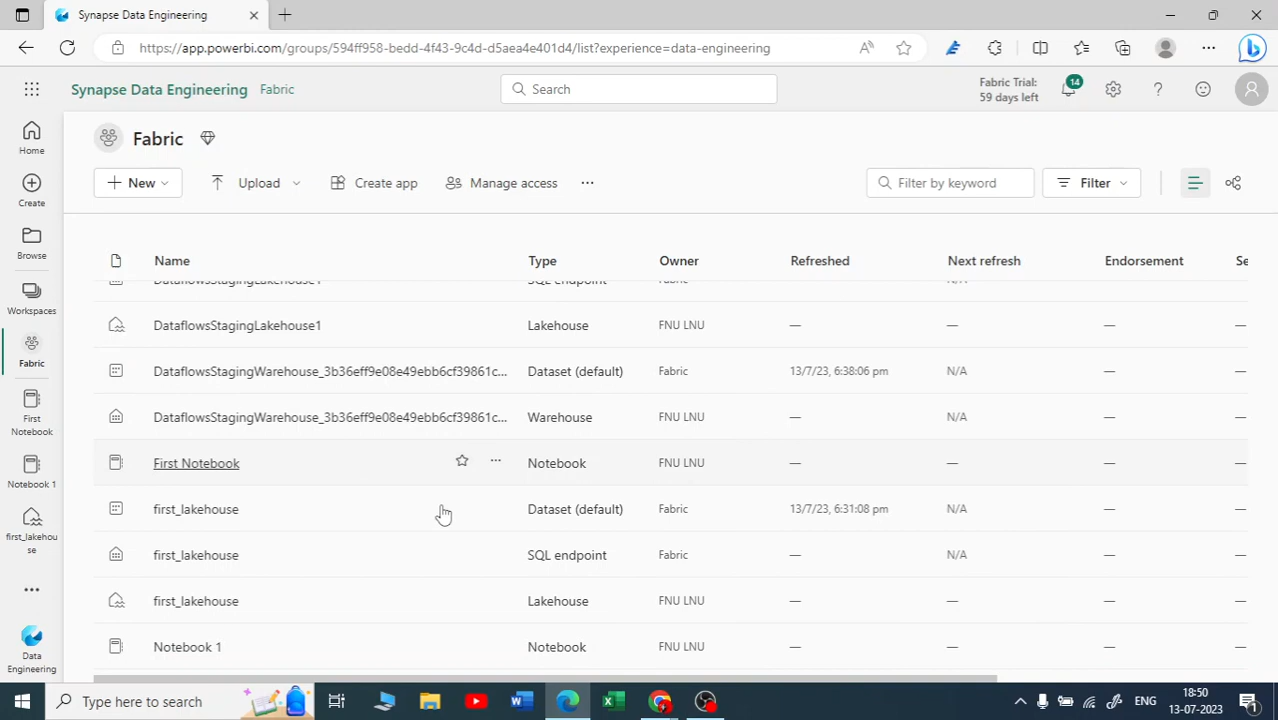 Synapse Data Engineering
https://app.powerbi.com/groups/594ff958-bedd-4f43-9c4d-d5aea4e401d4/list?experience=data-engineering
Synapse Data Engineering Fabric
Search
Fabric Trial:
59 days left
14
Home
Create
Browse
Workspaces
Fabric
First
Notebook
Notebook 1
first_lakehou
se
Data
Engineering
Fabric
New
Upload
Create app
Manage access
Filter by keyword
Filter
Name Type Owner Refreshed Next refresh Endorsement Se
DataflowsStagingLakehouse1 SQL endpoint Fabric — N/A —
DataflowsStagingLakehouse1 Lakehouse FNU LNU — — — —
DataflowsStagingWarehouse_3b36eff9e08e49ebb6cf39861c... Dataset (default) Fabric 13/7/23, 6:38:06 pm N/A — —
DataflowsStagingWarehouse_3b36eff9e08e49ebb6cf39861c... Warehouse FNU LNU — N/A — —
First Notebook Notebook FNU LNU — — — —
first_lakehouse Dataset (default) Fabric 13/7/23, 6:31:08 pm N/A — —
first_lakehouse SQL endpoint Fabric — N/A — —
first_lakehouse Lakehouse FNU LNU — — — —
Notebook 1 Notebook FNU LNU — — — —
Type here to search
ENG
18:50
13-07-2023
1